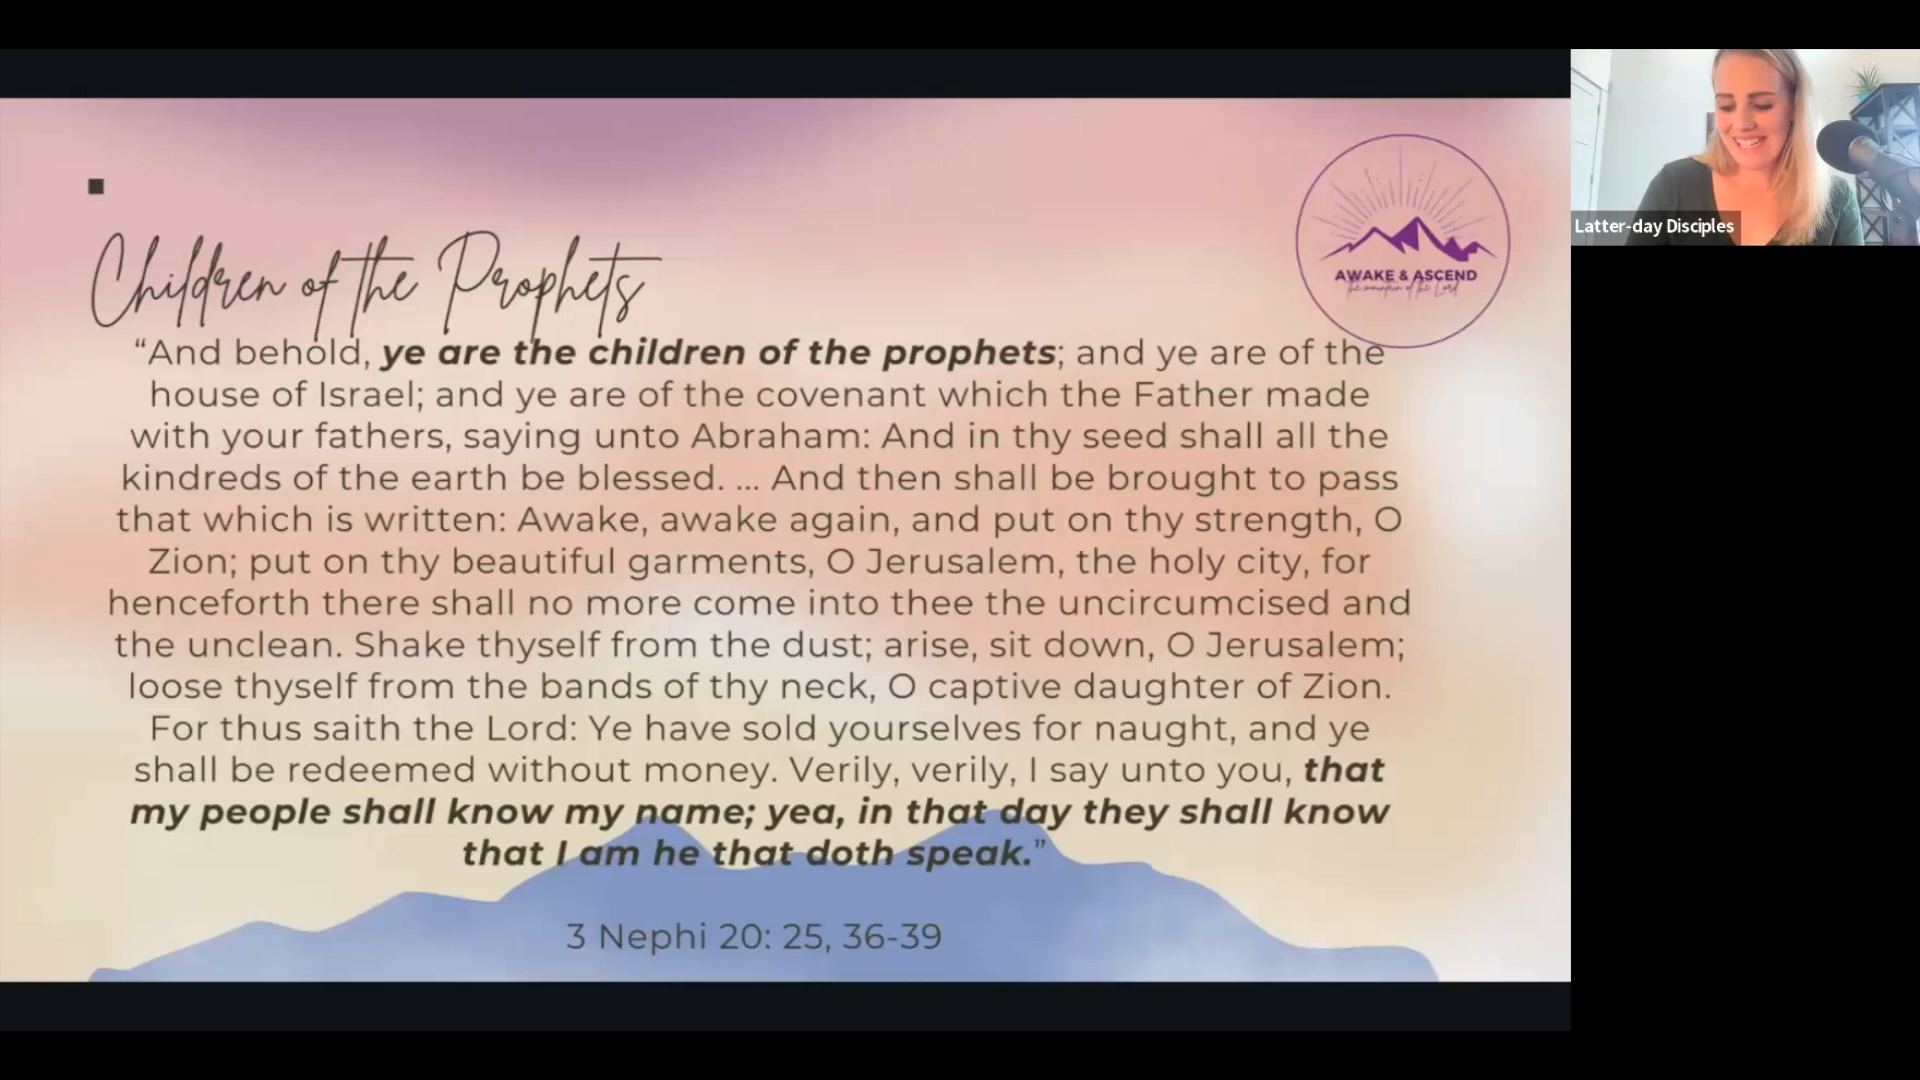 Children of the Prophets
AWAKE & ASCEND
The mountain of the Lord
“And behold, ye are the children of the prophets; and ye are of the
house of Israel; and ye are of the covenant which the Father made
with your fathers, saying unto Abraham: And in thy seed shall all the
kindreds of the earth be blessed. ... And then shall be brought to pass
that which is written: Awake, awake again, and put on thy strength, O
Zion; put on thy beautiful garments, O Jerusalem, the holy city, for
henceforth there shall no more come into thee the uncircumcised and
the unclean. Shake thyself from the dust; arise, sit down, O Jerusalem;
loose thyself from the bands of thy neck, O captive daughter of Zion.
For thus saith the Lord: Ye have sold yourselves for naught, and ye
shall be redeemed without money. Verily, verily, I say unto you, that
my people shall know my name; yea, in that day they shall know
that I am he that doth speak.”
3 Nephi 20: 25, 36-39
Latter-day Disciples